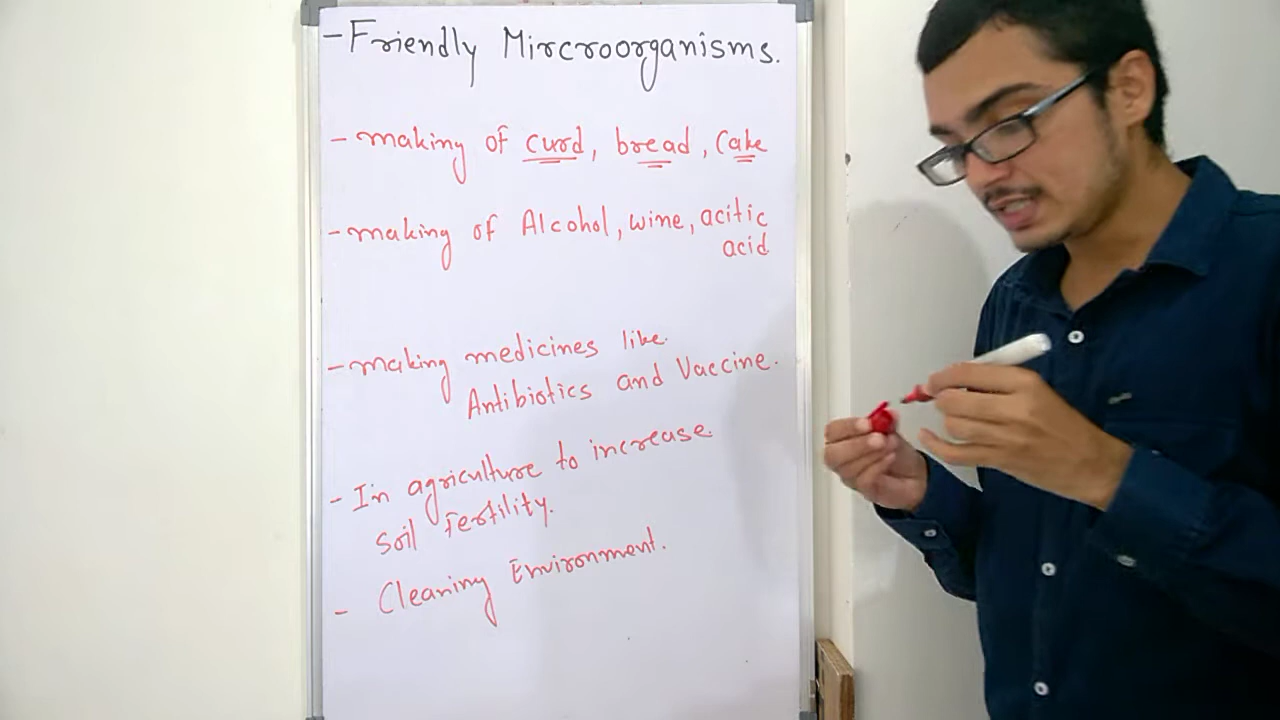 - Friendly Mircroorganisms.
- making of curd, bread, Cake
- making of Alcohol, wine, acitic
acid
- making medicines like.
Antibiotics and Vaccine.
- In agriculture to increase.
soil fertility.
- Cleaniny Environment.